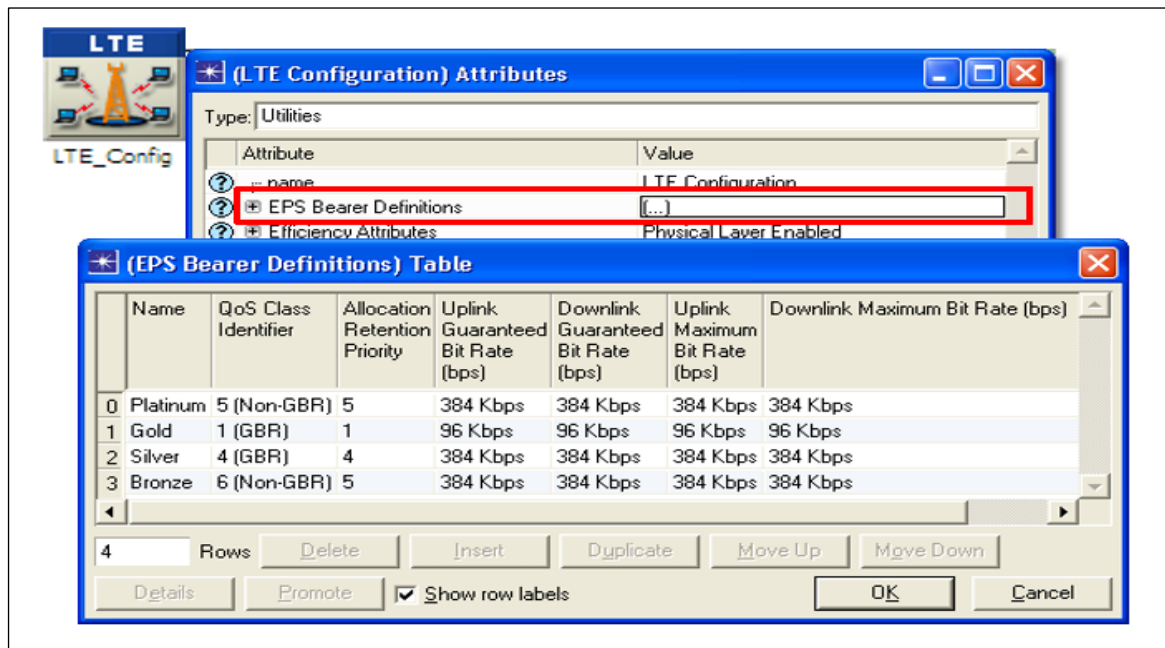 LTE
LTE_Config
(LTE Configuration) Attributes
Type: Utilities
Attribute Value
name LTE Configuration
EPS Bearer Definitions (...)
Efficiency Attributes Physical Layer Enabled
(EPS Bearer Definitions) Table
Name QoS Class Allocation Uplink Downlink Uplink Downlink Maximum Bit Rate (bps)
Identifier Retention Guaranteed Guaranteed Maximum
Priority Bit Rate Bit Rate Bit Rate
(bps) (bps) (bps)
0 Platinum 5 (Non-GBR) 5 384 Kbps 384 Kbps 384 Kbps 384 Kbps
1 Gold 1 (GBR) 1 96 Kbps 96 Kbps 96 Kbps 96 Kbps
2 Silver 4 (GBR) 4 384 Kbps 384 Kbps 384 Kbps 384 Kbps
3 Bronze 6 (Non-GBR) 5 384 Kbps 384 Kbps 384 Kbps 384 Kbps
4 Rows Delete Insert Duplicate Move Up Move Down
Details Promote Show row labels OK Cancel